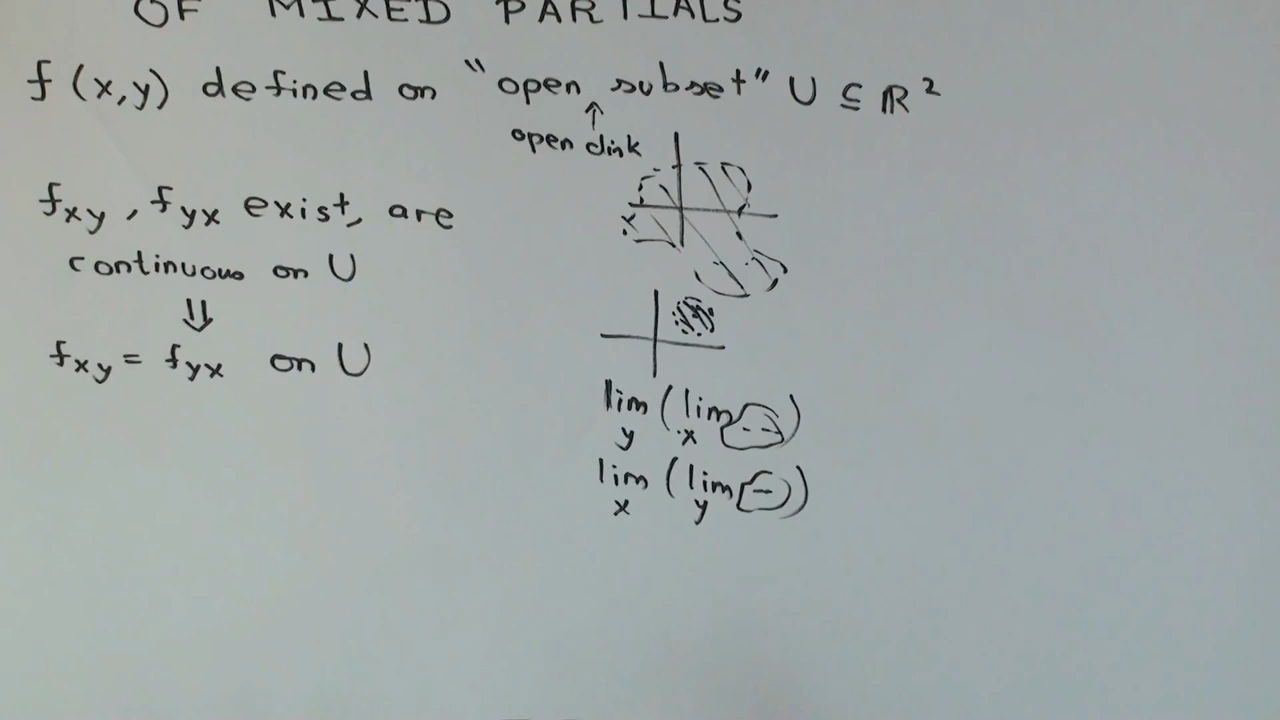 OF MIXED PARTIALS
f (x,y) defined on "open subset" U ⊆ ℝ²
↑
open disk
fxy, fyx exist, are
continuous on U
⇓
fxy = fyx on U
lim y (lim x --)
lim x (lim y -)